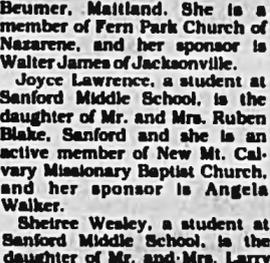 Beumer, Maitland. She is a
member of Fern Park Church of
Nazarene, and her sponsor is
Walter James of Jacksonville.
Joyce Lawrence, a student at
Sanford Middle School, is the
daughter of Mr. and Mrs. Ruben
Blake, Sanford and she is an
active member of New Mt. Cal-
vary Missionary Baptist Church,
and her sponsor is Angela
Walker.
Sheiree Wesley, a student at
Sanford Middle School, is the
daughter of Mr. and Mrs. Larry